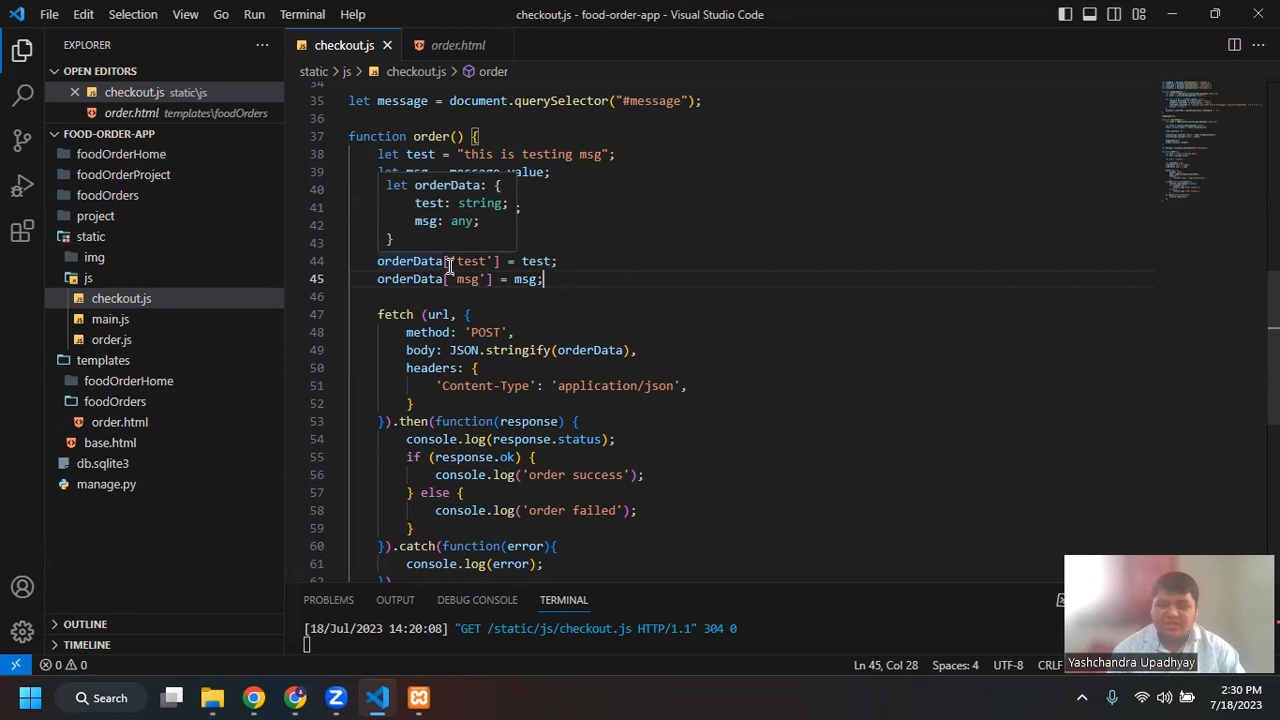 File Edit Selection View Go Run Terminal Help
checkout.js - food-order-app - Visual Studio Code
EXPLORER
OPEN EDITORS
checkout.js static\js
order.html templates\foodOrders
FOOD-ORDER-APP
foodOrderHome
foodOrderProject
foodOrders
project
static
img
js
checkout.js
main.js
order.js
templates
foodOrderHome
foodOrders
order.html
base.html
db.sqlite3
manage.py
OUTLINE
TIMELINE
checkout.js
order.html
static > js > checkout.js > order
34
35 let message = document.querySelector("#message");
36
37 function order() {
38 let test = " is testing msg";
39 value;
40
41 ;
42
43
let orderData: {
test: string;
msg: any;
}
44 orderData['test'] = test;
45 orderData['msg'] = msg;
46
47 fetch (url, {
48 method: 'POST',
49 body: JSON.stringify(orderData),
50 headers: {
51 'Content-Type': 'application/json',
52 }
53 }).then(function(response) {
54 console.log(response.status);
55 if (response.ok) {
56 console.log('order success');
57 } else {
58 console.log('order failed');
59 }
60 }).catch(function(error){
61 console.log(error);
62 })
PROBLEMS OUTPUT DEBUG CONSOLE TERMINAL
[18/Jul/2023 14:20:08] "GET /static/js/checkout.js HTTP/1.1" 304 0
Yashchandra Upadhyay
0 0
Ln 45, Col 28 Spaces: 4 UTF-8 CRLF
Search
2:30 PM
7/18/2023